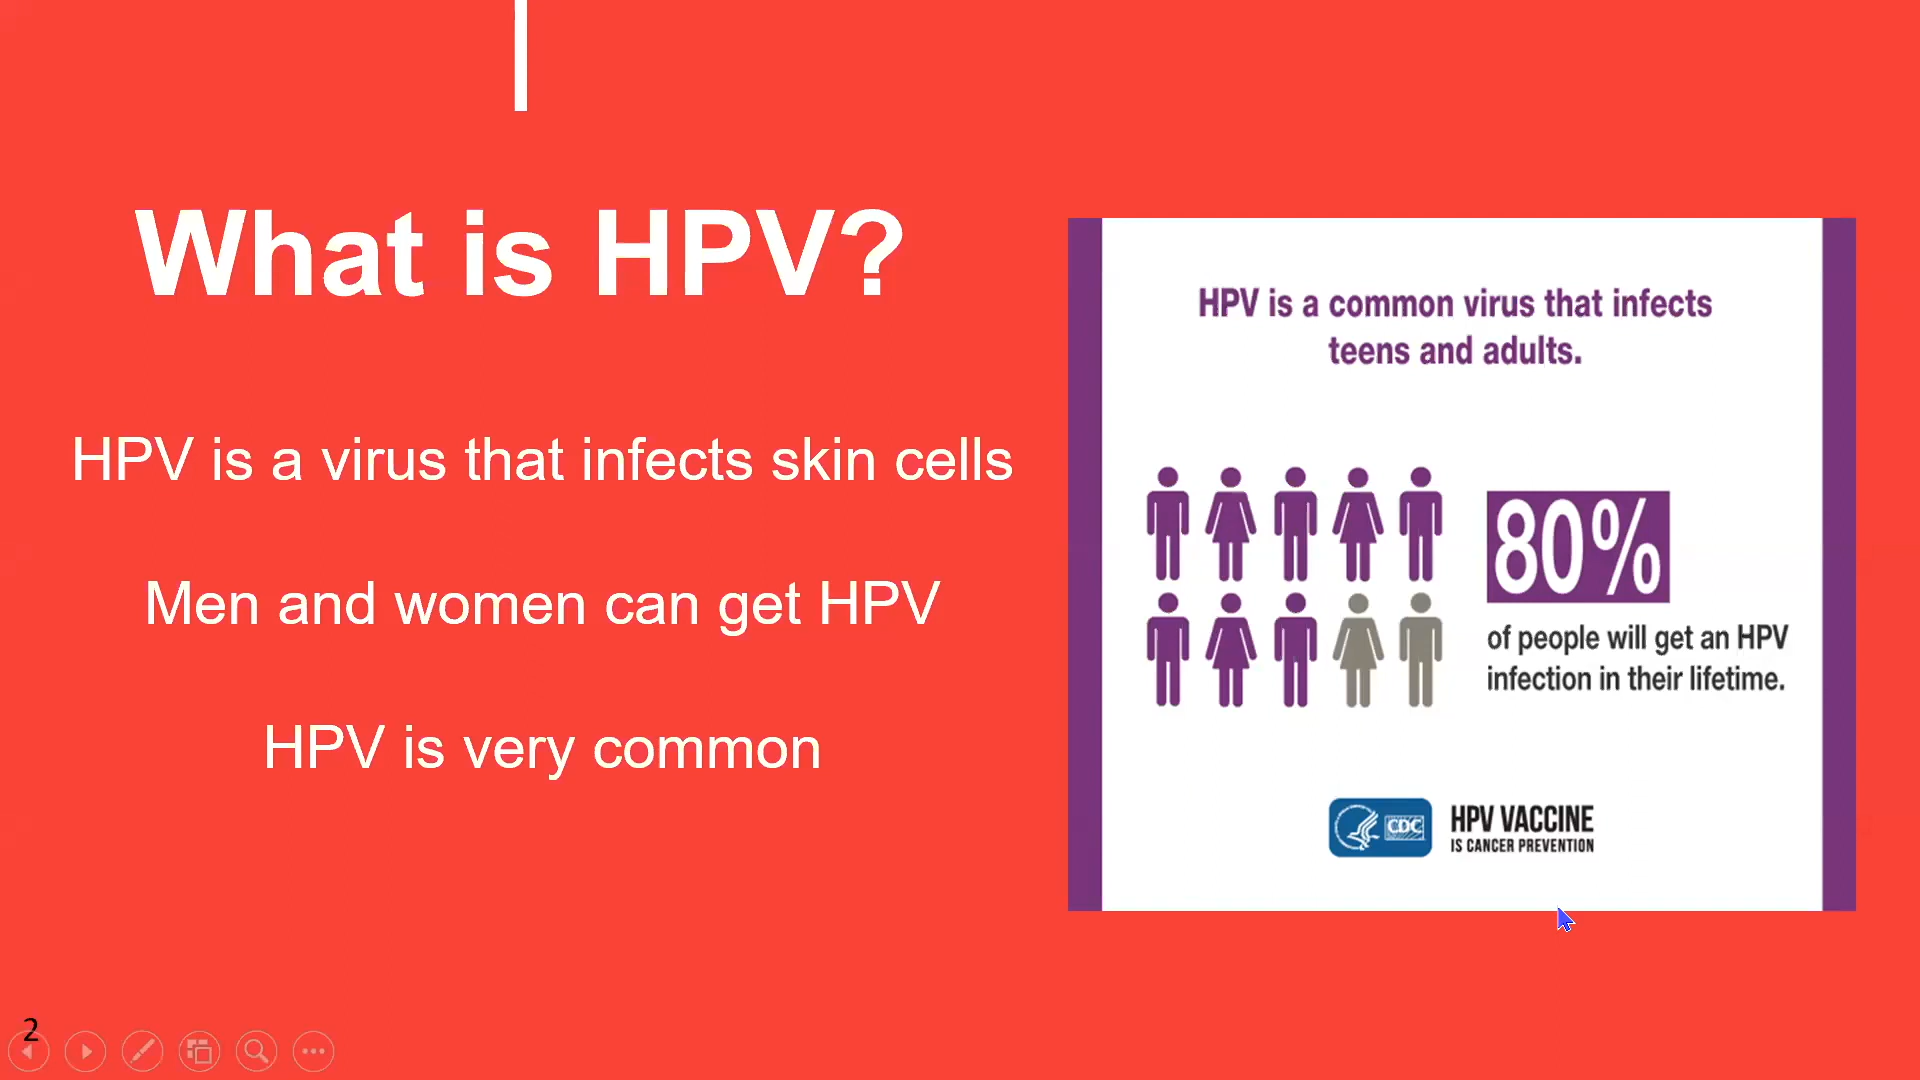 What is HPV?
HPV is a virus that infects skin cells
Men and women can get HPV
HPV is very common
HPV is a common virus that infects
teens and adults.
80%
of people will get an HPV
infection in their lifetime.
CDC
HPV VACCINE
IS CANCER PREVENTION
2